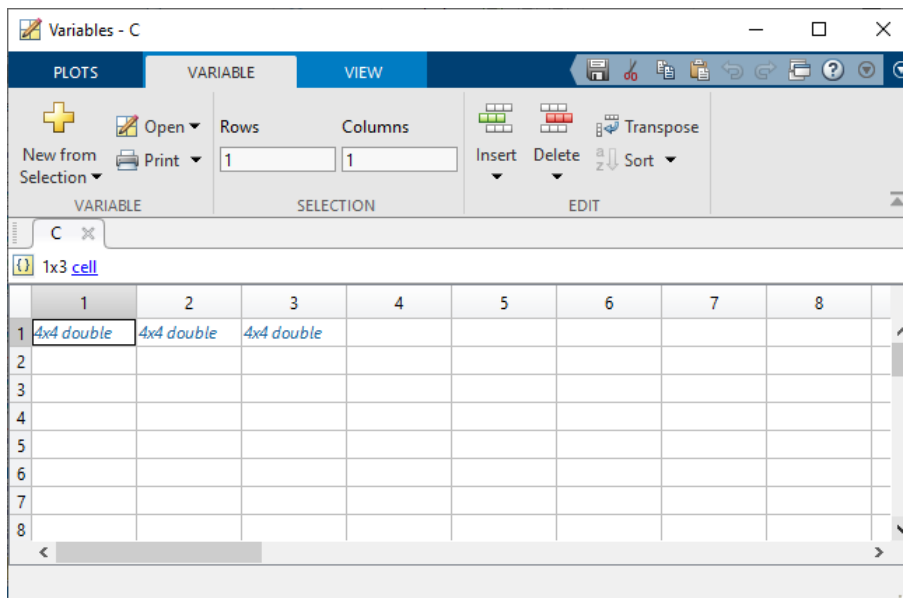 Variables - C
PLOTS VARIABLE VIEW
New from Selection
Open
Print
VARIABLE
Rows Columns
1 1
SELECTION
Insert Delete
Transpose
Sort
EDIT
C
1x3 cell
1 2 3 4 5 6 7 8
1 4x4 double 4x4 double 4x4 double
2
3
4
5
6
7
8